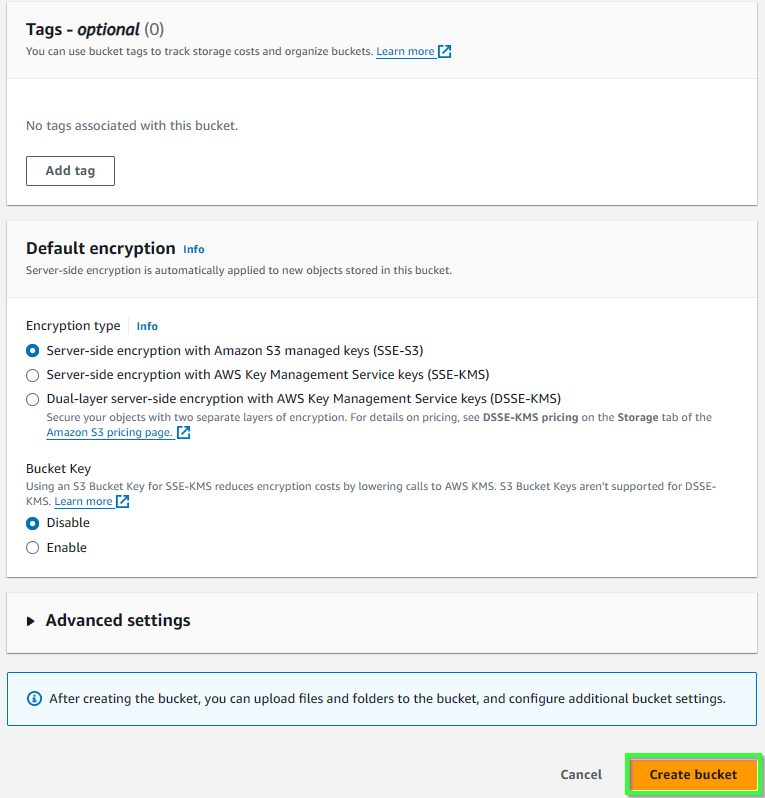 Tags - optional (0)
You can use bucket tags to track storage costs and organize buckets. Learn more
No tags associated with this bucket.
Add tag
Default encryption Info
Server-side encryption is automatically applied to new objects stored in this bucket.
Encryption type Info
Server-side encryption with Amazon S3 managed keys (SSE-S3)
Server-side encryption with AWS Key Management Service keys (SSE-KMS)
Dual-layer server-side encryption with AWS Key Management Service keys (DSSE-KMS)
Secure your objects with two separate layers of encryption. For details on pricing, see DSSE-KMS pricing on the Storage tab of the
Amazon S3 pricing page.
Bucket Key
Using an S3 Bucket Key for SSE-KMS reduces encryption costs by lowering calls to AWS KMS. S3 Bucket Keys aren't supported for DSSE-
KMS. Learn more
Disable
Enable
Advanced settings
After creating the bucket, you can upload files and folders to the bucket, and configure additional bucket settings.
Cancel Create bucket